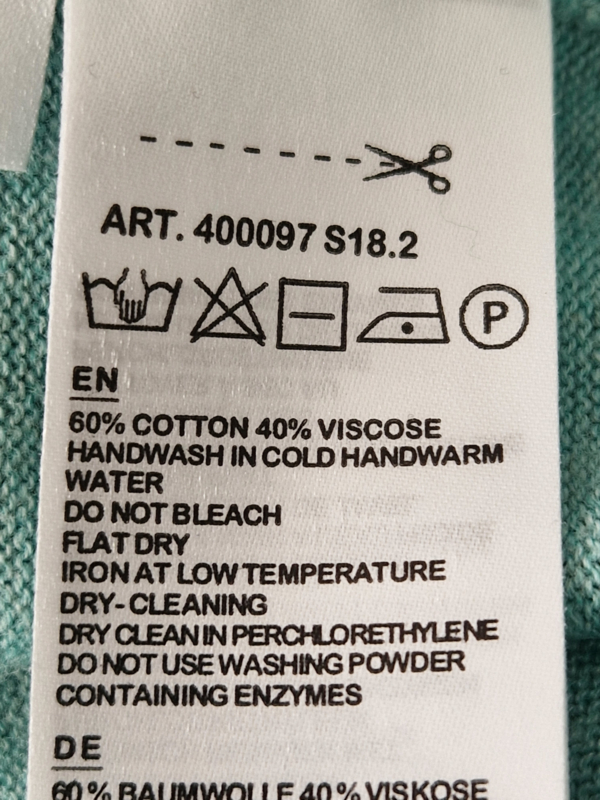 ART. 400097 S18.2
P
EN
60% COTTON 40% VISCOSE
HANDWASH IN COLD HANDWARM
WATER
DO NOT BLEACH
FLAT DRY
IRON AT LOW TEMPERATURE
DRY-CLEANING
DRY CLEAN IN PERCHLORETHYLENE
DO NOT USE WASHING POWDER
CONTAINING ENZYMES
DE
60% BAUMWOLLE 40% VISKOSE